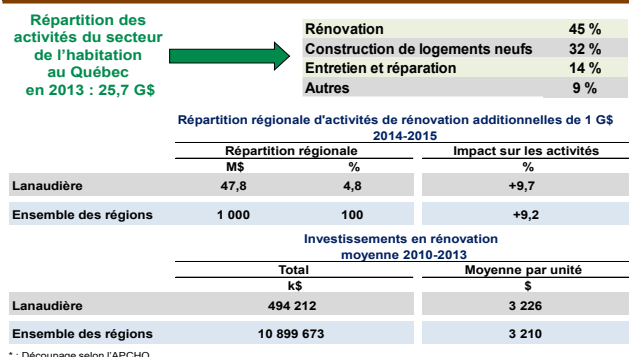 Répartition des
activités du secteur
de l'habitation
au Québec
en 2013 : 25,7 G$
Rénovation 45 %
Construction de logements neufs 32 %
Entretien et réparation 14 %
Autres 9 %
Répartition régionale d'activités de rénovation additionnelles de 1 G$
2014-2015
Répartition régionale Impact sur les activités
M$ % %
Lanaudière 47,8 4,8 +9,7
Ensemble des régions 1 000 100 +9,2
Investissements en rénovation
moyenne 2010-2013
Total Moyenne par unité
k$ $
Lanaudière 494 212 3 226
Ensemble des régions 10 899 673 3 210
* : Découpage selon l'APCHQ